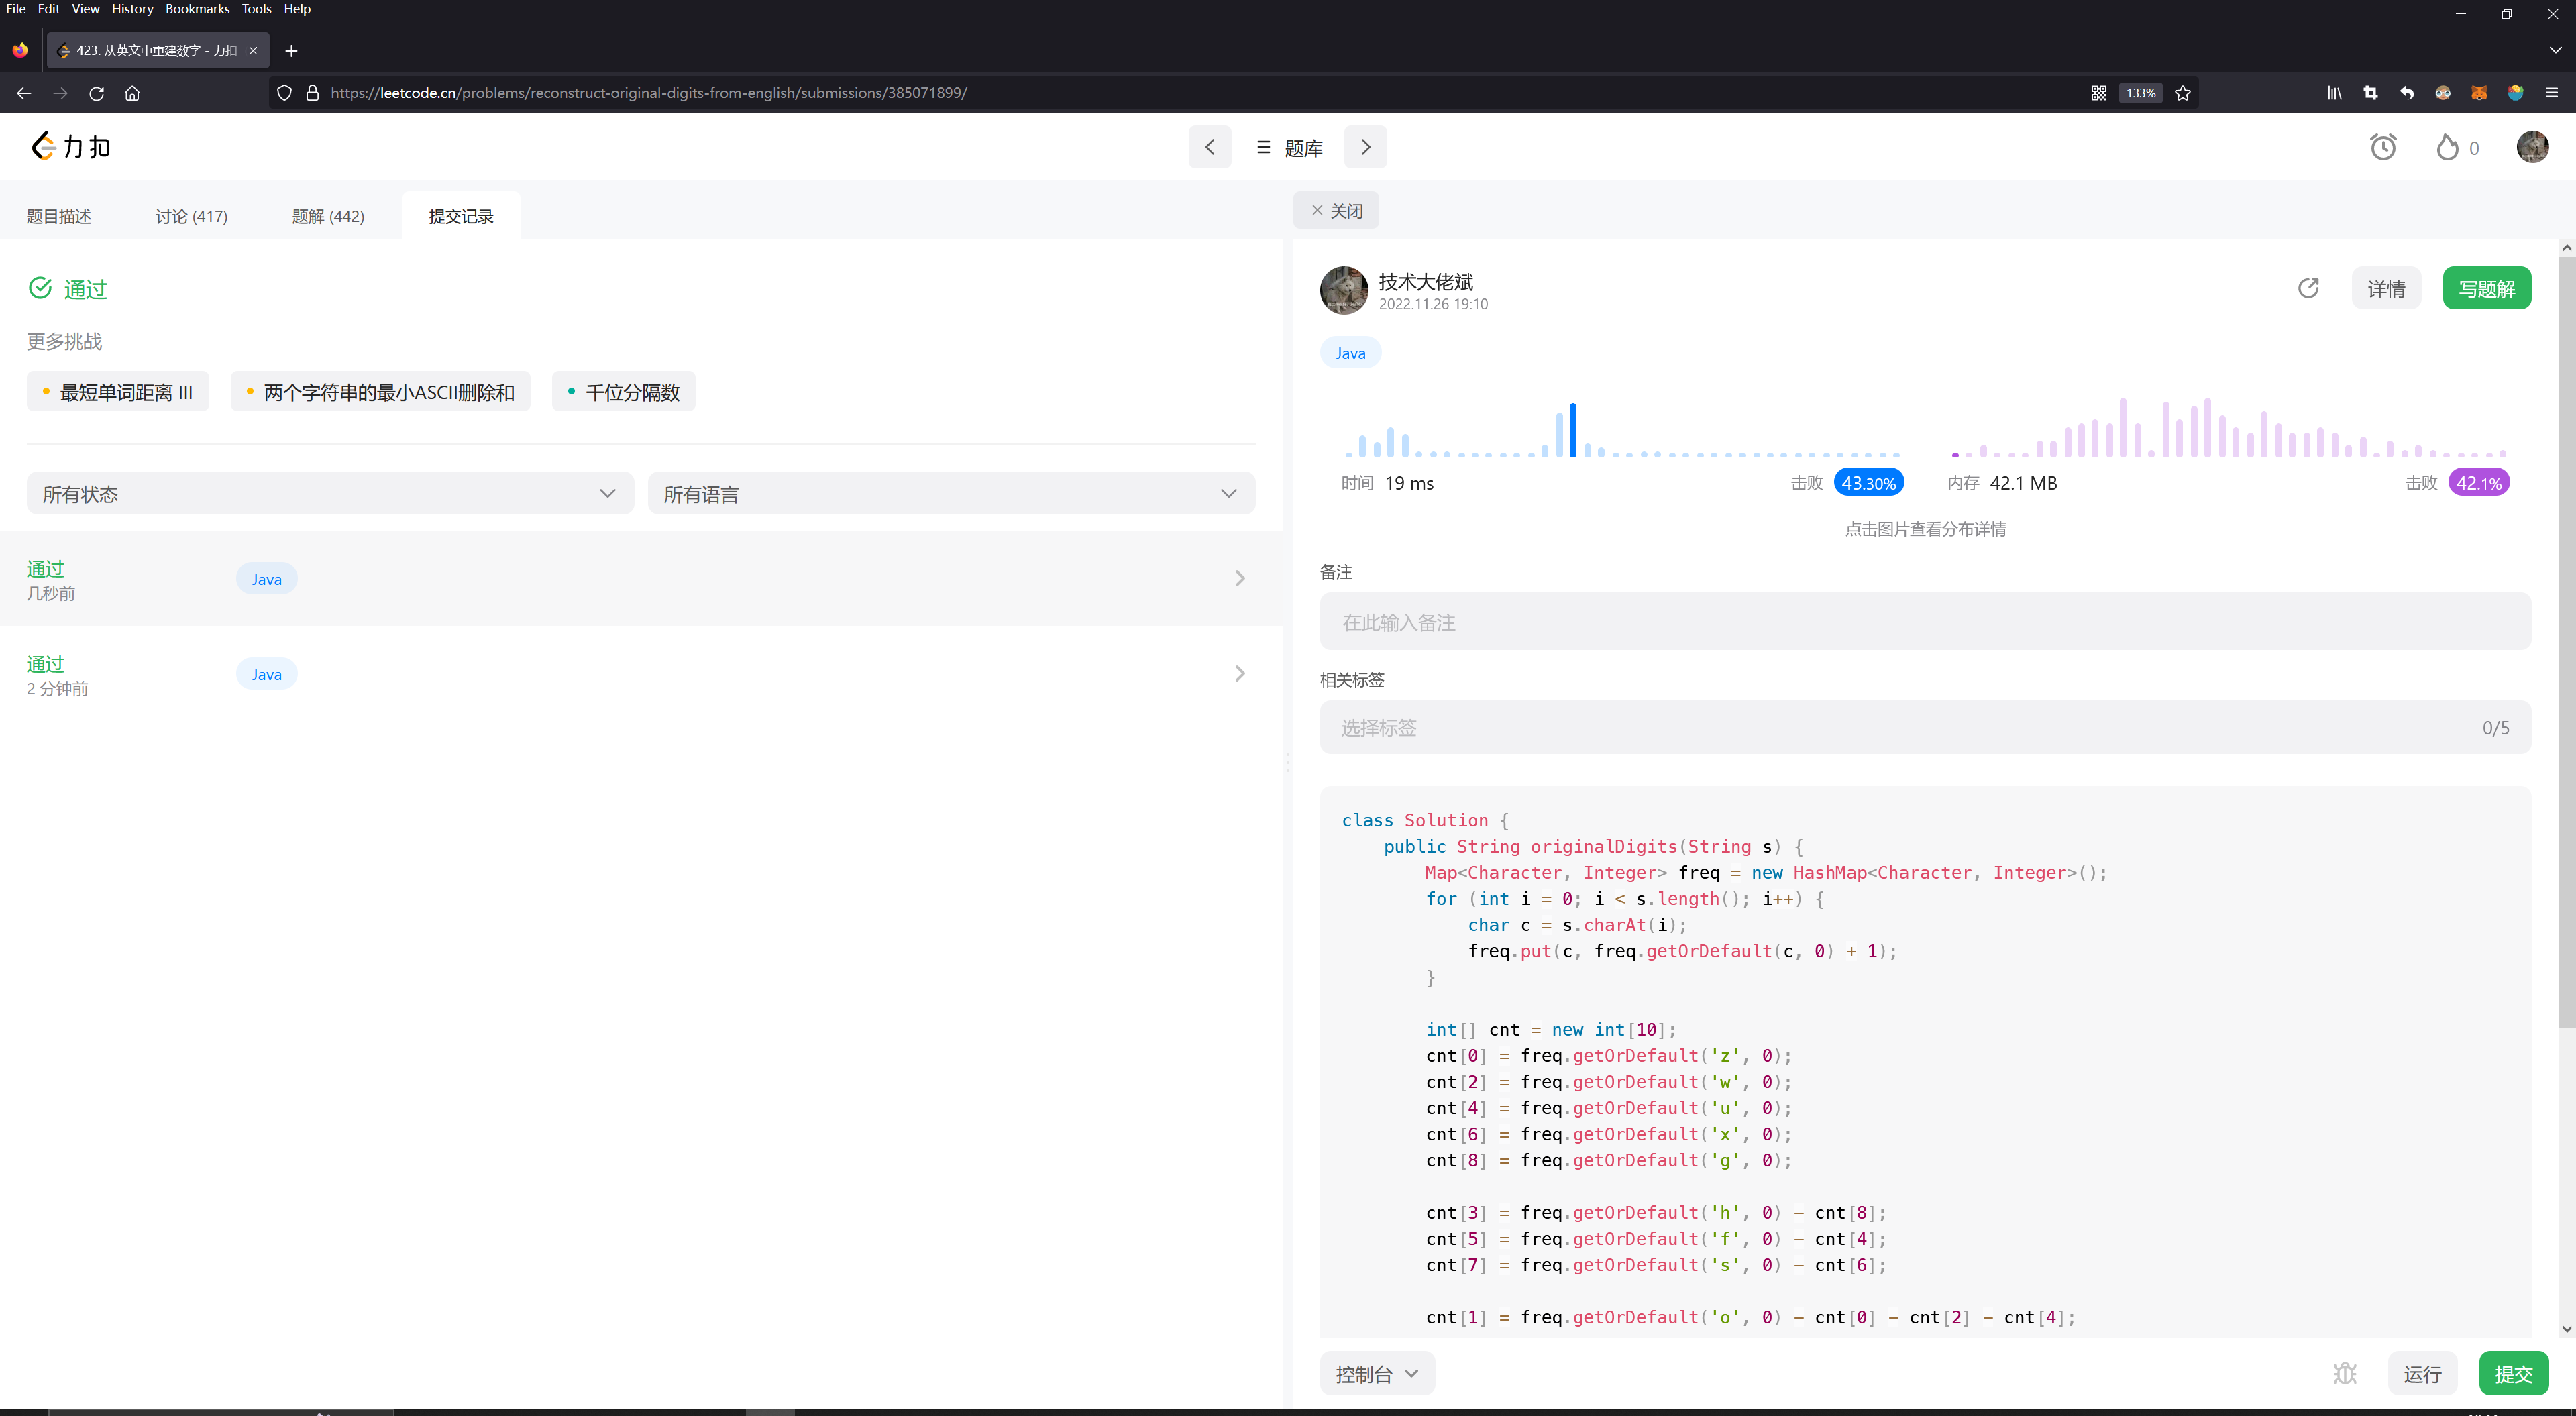 File Edit View History Bookmarks Tools Help
423. 从英文中重建数字 - 力扣
https://leetcode.cn/problems/reconstruct-original-digits-from-english/submissions/385071899/
133%
力扣
题库
0
题目描述
讨论 (417)
题解 (442)
提交记录
关闭
通过
更多挑战
最短单词距离 III
两个字符串的最小ASCII删除和
千位分隔数
所有状态
所有语言
通过
几秒前
Java
通过
2 分钟前
Java
技术大佬斌
2022.11.26 19:10
详情
写题解
Java
时间 19 ms
击败 43.30%
内存 42.1 MB
击败 42.1%
点击图片查看分布详情
备注
在此输入备注
相关标签
选择标签
0/5
class Solution {
    public String originalDigits(String s) {
        Map<Character, Integer> freq = new HashMap<Character, Integer>();
        for (int i = 0; i < s.length(); i++) {
            char c = s.charAt(i);
            freq.put(c, freq.getOrDefault(c, 0) + 1);
        }
        int[] cnt = new int[10];
        cnt[0] = freq.getOrDefault('z', 0);
        cnt[2] = freq.getOrDefault('w', 0);
        cnt[4] = freq.getOrDefault('u', 0);
        cnt[6] = freq.getOrDefault('x', 0);
        cnt[8] = freq.getOrDefault('g', 0);
        cnt[3] = freq.getOrDefault('h', 0) - cnt[8];
        cnt[5] = freq.getOrDefault('f', 0) - cnt[4];
        cnt[7] = freq.getOrDefault('s', 0) - cnt[6];
        cnt[1] = freq.getOrDefault('o', 0) - cnt[0] - cnt[2] - cnt[4];
控制台
运行
提交